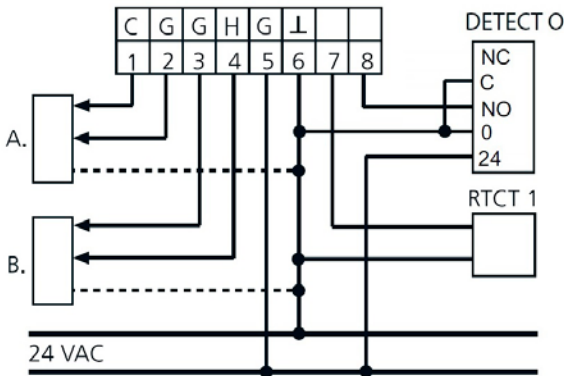 C G G H G ⊥
1 2 3 4 5 6 7 8
DETECT O
NC
C
NO
0
24
A.
RTCT 1
B.
24 VAC